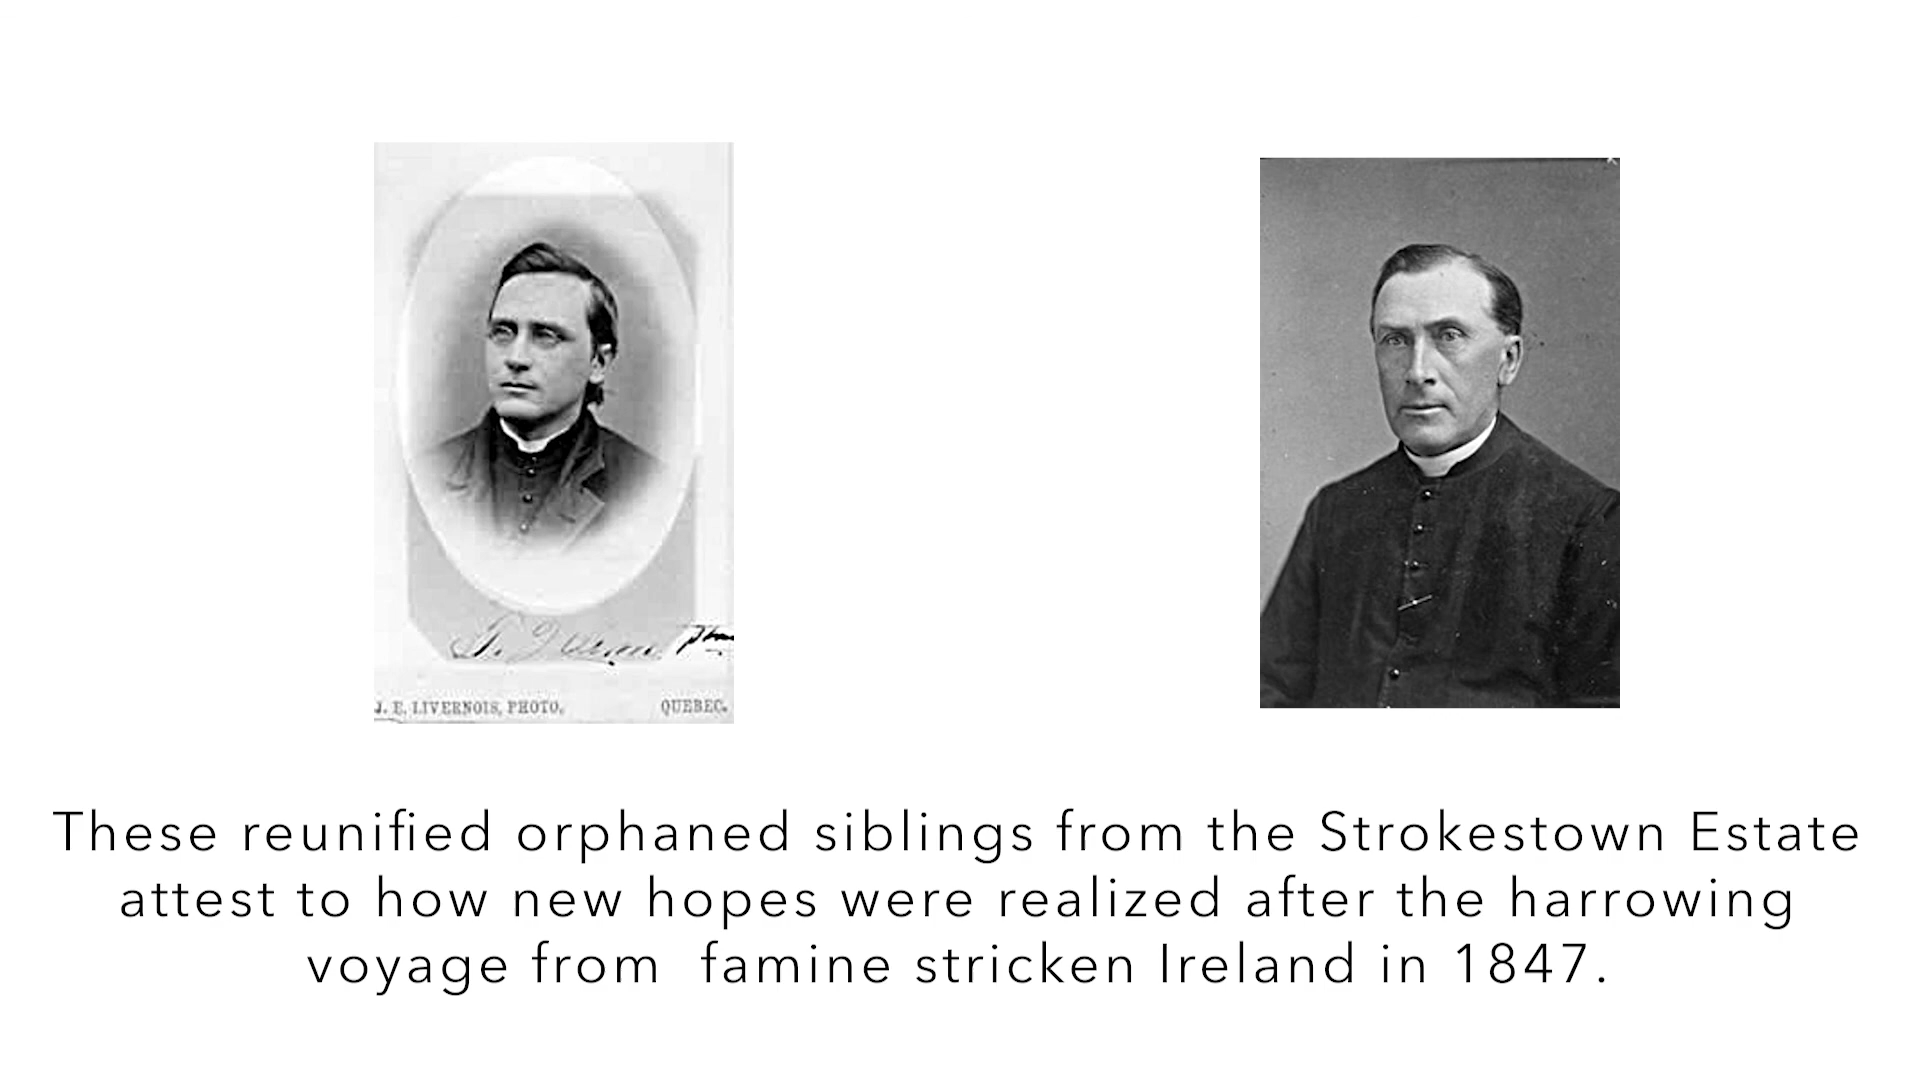 J. E. LIVERNOIS, PHOTO. QUEBEC.
These reunified orphaned siblings from the Strokestown Estate
attest to how new hopes were realized after the harrowing
voyage from  famine stricken Ireland in 1847.